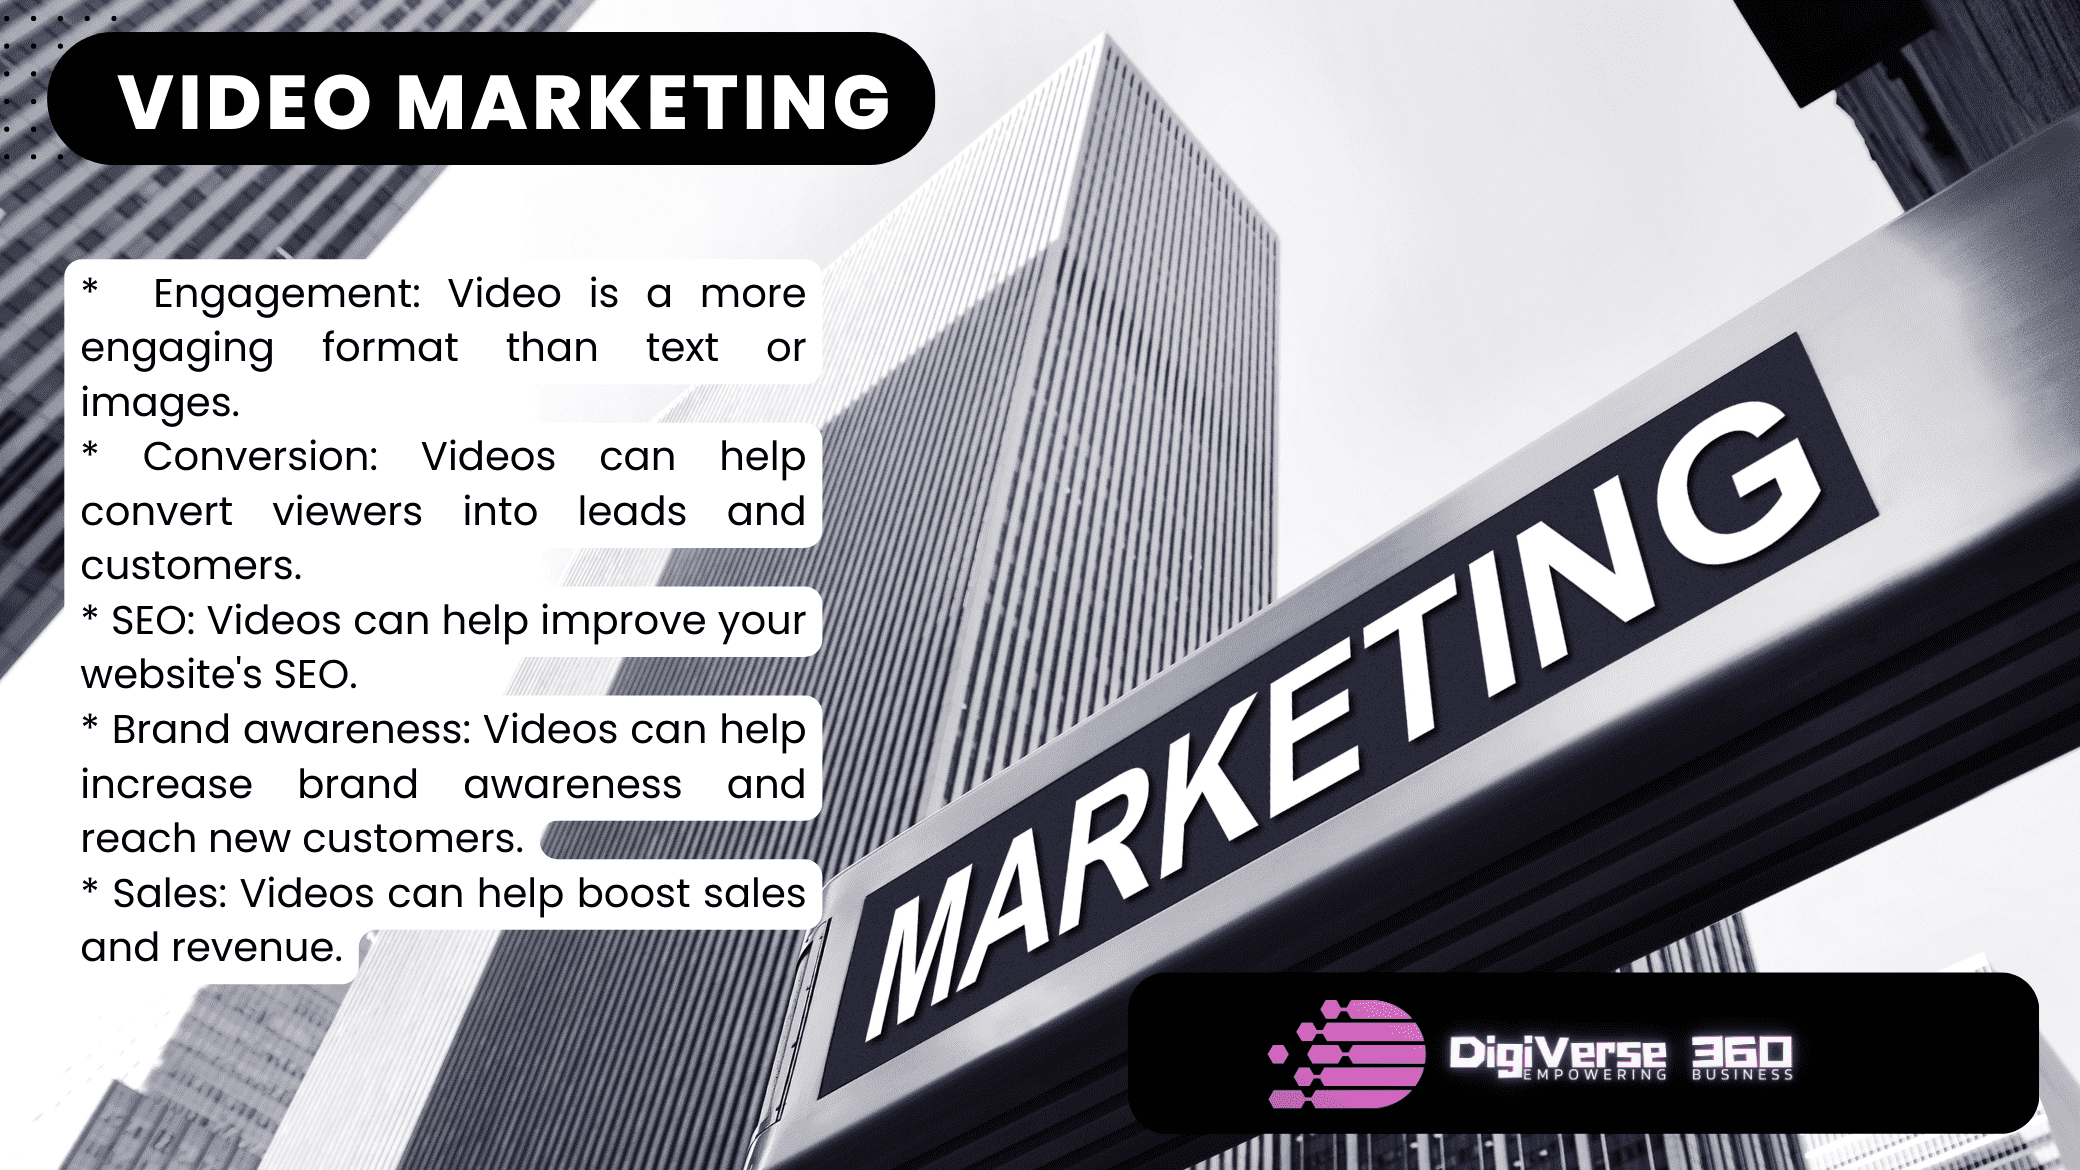 VIDEO MARKETING
* Engagement: Video is a more
engaging format than text or
images.
* Conversion: Videos can help
convert viewers into leads and
customers.
* SEO: Videos can help improve your
website's SEO.
* Brand awareness: Videos can help
increase brand awareness and
reach new customers.
* Sales: Videos can help boost sales
and revenue.
MARKETING
DigiVerse 360
EMPOWERING BUSINESS